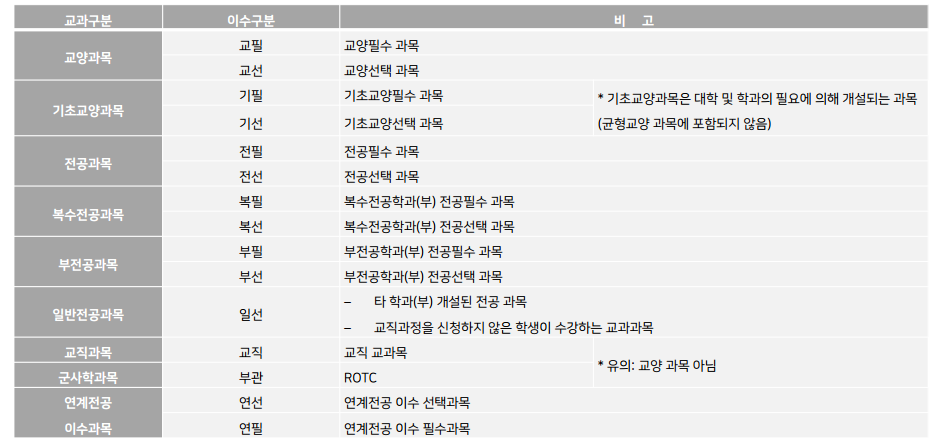 교과구분 이수구분 비 고
교양과목 교필 교양필수 과목
교선 교양선택 과목
기초교양과목 기필 기초교양필수 과목 * 기초교양과목은 대학 및 학과의 필요에 의해 개설되는 과목
기선 기초교양선택 과목 (균형교양 과목에 포함되지 않음)
전공과목 전필 전공필수 과목
전선 전공선택 과목
복수전공과목 복필 복수전공학과(부) 전공필수 과목
복선 복수전공학과(부) 전공선택 과목
부전공과목 부필 부전공학과(부) 전공필수 과목
부선 부전공학과(부) 전공선택 과목
일반전공과목 일선 – 타 학과(부) 개설된 전공 과목
– 교직과정을 신청하지 않은 학생이 수강하는 교과과목
교직과목 교직 교직 교과목 * 유의: 교양 과목 아님
군사학과목 부관 ROTC
연계전공 연선 연계전공 이수 선택과목
이수과목 연필 연계전공 이수 필수과목